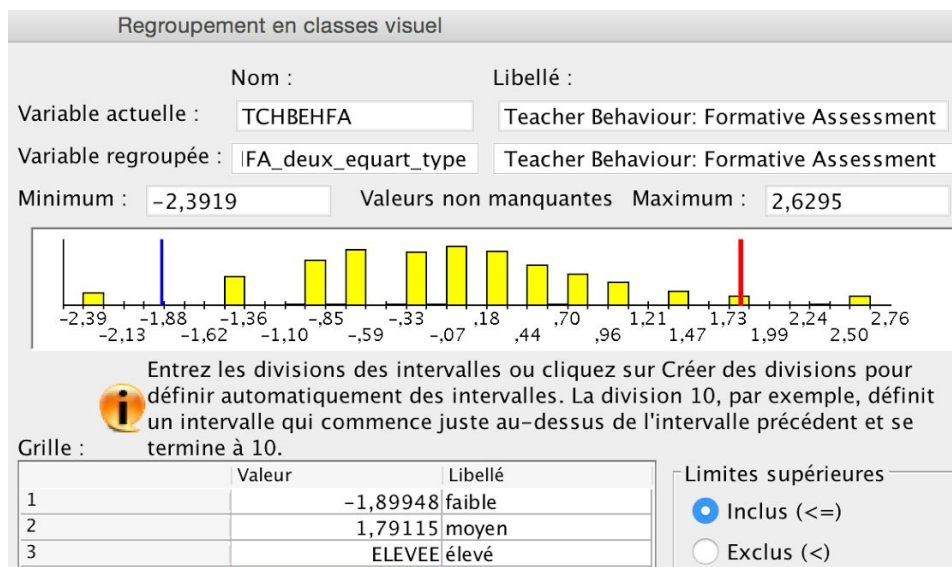 Regroupement en classes visuel
Nom : Libellé :
Variable actuelle : TCHBEHFA Teacher Behaviour: Formative Assessment
Variable regroupée : FA_deux_equart_type Teacher Behaviour: Formative Assessment
Minimum : -2,3919 Valeurs non manquantes Maximum : 2,6295
-2,39 -1,88 -1,36 -,85 -,33 ,18 ,70 1,21 1,73 2,24 2,76
-2,13 -1,62 -1,10 -,59 -,07 ,44 ,96 1,47 1,99 2,50
Entrez les divisions des intervalles ou cliquez sur Créer des divisions pour
définir automatiquement des intervalles. La division 10, par exemple, définit
un intervalle qui commence juste au-dessus de l'intervalle précédent et se
termine à 10.
Grille :
Valeur Libellé
1 -1,89948 faible
2 1,79115 moyen
3 ELEVEE élevé
Limites supérieures
Inclus (<=)
Exclus (<)